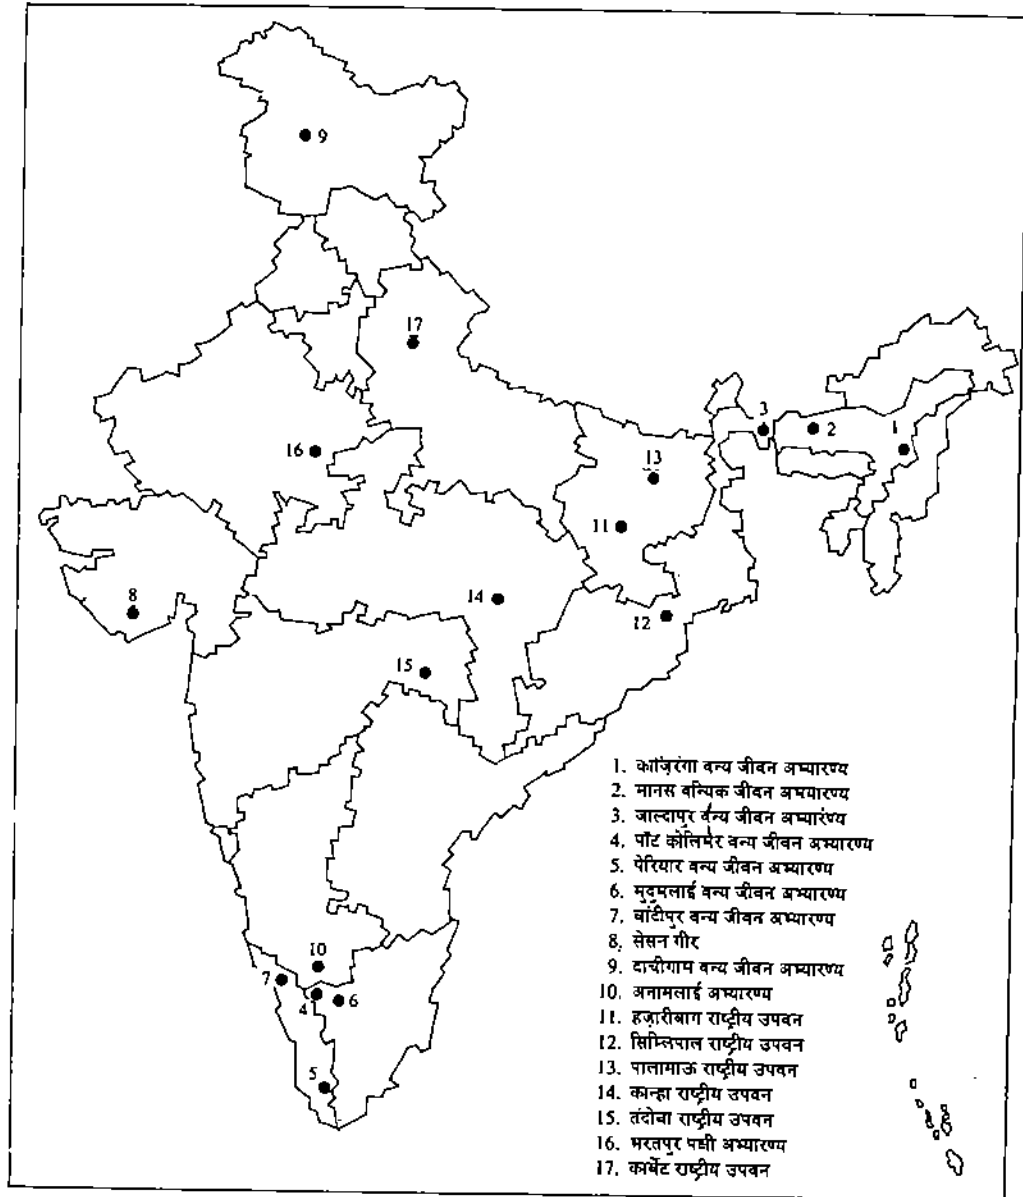 9
17
3
2
1
16
13
11
8
14
12
15
1. काज़िरंगा वन्य जीवन अभ्यारण्य
2. मानस वन्यिक जीवन अभयारण्य
3. जाल्दापुर वन्य जीवन अभ्यारंण्य
4. पॉट कोलिमेर वन्य जीवन अभ्यारण्य
5. पेरियार वन्य जीवन अभ्यारण्य
6. मुदुमलाई वन्य जीवन अभ्यारण्य
7. बांटीपुर वन्य जीवन अभ्यारण्य
8. सेसन गीर
9. दाचीगाम वन्य जीवन अभ्यारण्य
10. अनामलाई अभ्यारण्य
11. हज़ारीबाग राष्ट्रीय उपवन
12. सिम्लिपाल राष्ट्रीय उपवन
13. पालामाऊ राष्ट्रीय उपवन
14. कान्हा राष्ट्रीय उपवन
15. तंदोबा राष्ट्रीय उपवन
16. भरतपुर पक्षी अभ्यारण्य
17. कार्बेट राष्ट्रीय उपवन
10
7
4
6
5